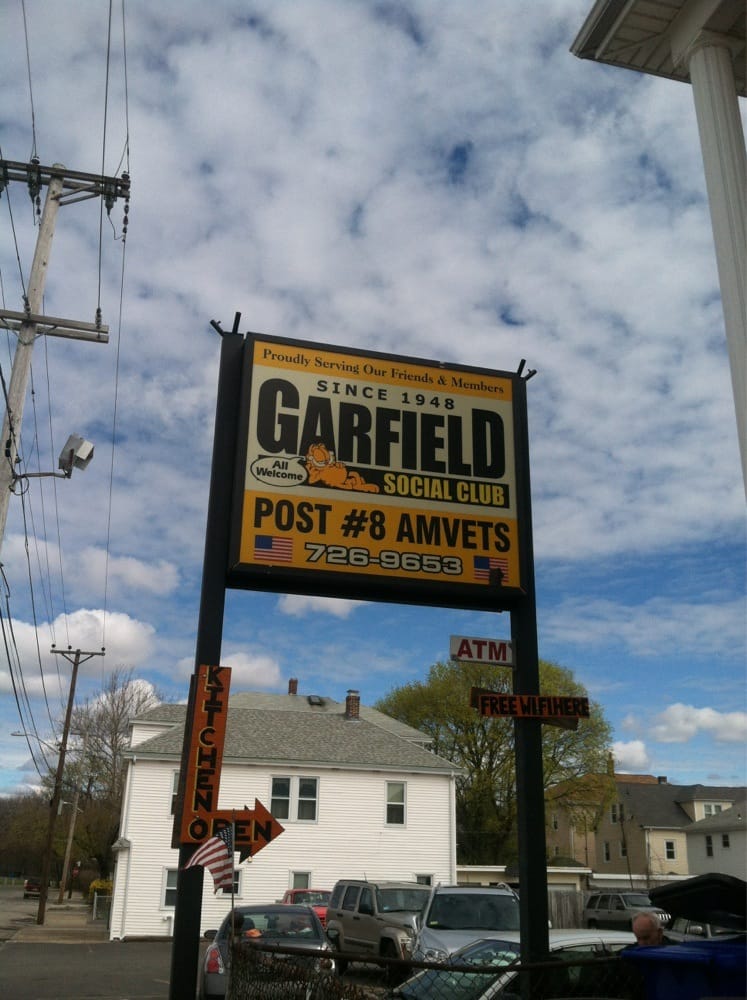 Proudly Serving Our Friends & Members
SINCE 1948
GARFIELD
All
Welcome
SOCIAL CLUB
POST #8 AMVETS
726-9653
ATM
FREE WIFI HERE
KITCHEN
OPEN